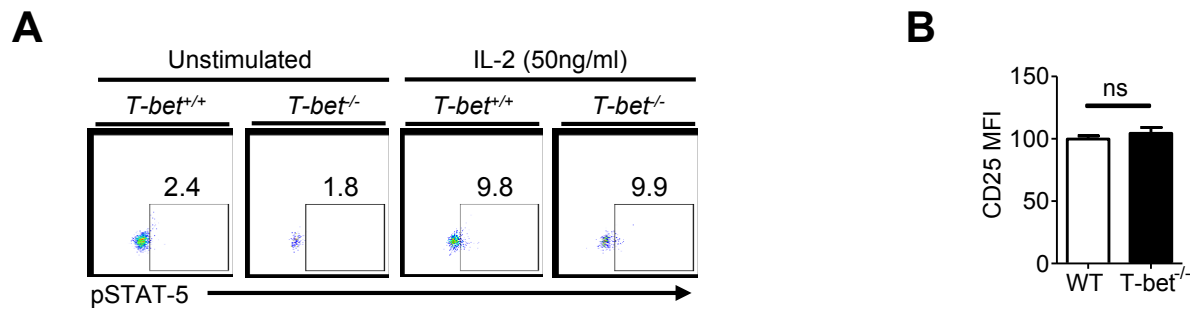 A
Unstimulated IL-2 (50ng/ml)
T-bet+/+ T-bet-/- T-bet+/+ T-bet-/-
2.4 1.8 9.8 9.9
pSTAT-5
B
150
100
50
0
CD25 MFI
ns
WT T-bet-/-